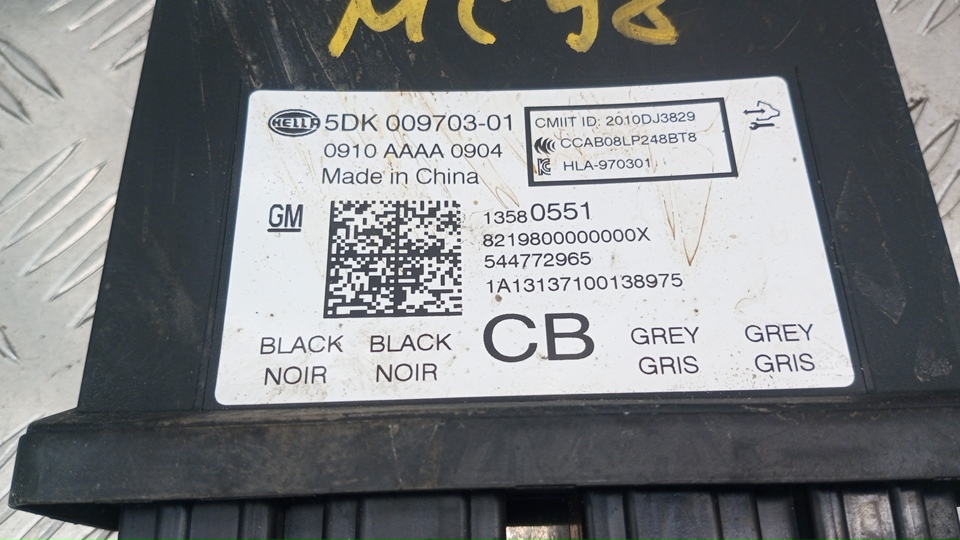 MC98
HELLA 5DK 009703-01
0910 AAAA 0904
Made in China
CMIIT ID: 2010DJ3829
CCAB08LP248BT8
HLA-970301
GM
13580551
8219800000000X
544772965
1A13137100138975
BLACK BLACK CB GREY GREY
NOIR NOIR GRIS GRIS